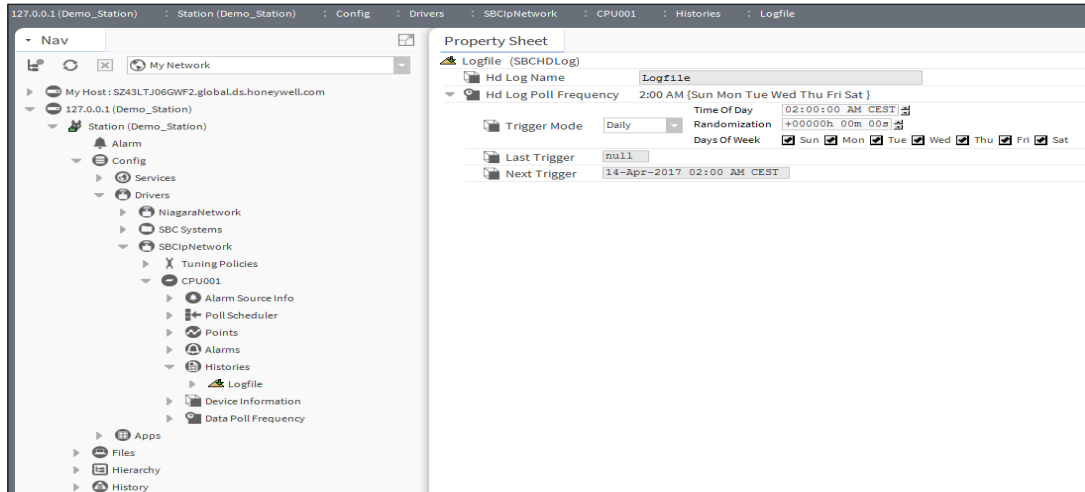 127.0.0.1 (Demo_Station) : Station (Demo_Station) : Config : Drivers : SBCIpNetwork : CPU001 : Histories : Logfile
Nav
My Network
My Host : SZ43LTJ06GWF2.global.ds.honeywell.com
127.0.0.1 (Demo_Station)
Station (Demo_Station)
Alarm
Config
Services
Drivers
NiagaraNetwork
SBC Systems
SBCIpNetwork
Tuning Policies
CPU001
Alarm Source Info
Poll Scheduler
Points
Alarms
Histories
Logfile
Device Information
Data Poll Frequency
Apps
Files
Hierarchy
History
Property Sheet
Logfile (SBCHDLog)
Hd Log Name Logfile
Hd Log Poll Frequency 2:00 AM {Sun Mon Tue Wed Thu Fri Sat }
Trigger Mode Daily
Time Of Day 02:00:00 AM CEST
Randomization +00000h 00m 00s
Days Of Week Sun Mon Tue Wed Thu Fri Sat
Last Trigger null
Next Trigger 14-Apr-2017 02:00 AM CEST